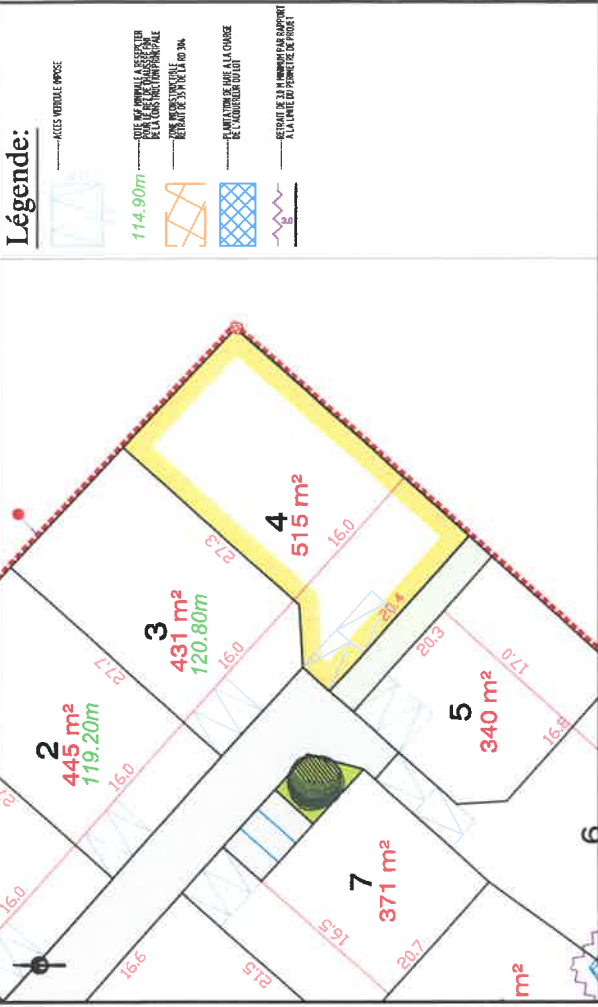 Légende:
ACCES VEHICULE IMPOSE
114.90m
COTE NGF MINIMALE A RESPECTER
POUR LE REZ DE CHAUSSEE FINI
DE LA CONSTRUCTION PRINCIPALE
ZONE INCONSTRUCTIBLE
RETRAIT DE 35 M DE LA RD 304
PLANTATION DE HAIE A LA CHARGE
DE L'ACQUEREUR DU LOT
3.0
RETRAIT DE 3.0 M MINIMUM PAR RAPPORT
A LA LIMITE DU PERIMETRE DE PROJET
2
445 m²
119.20m
27.7
16.0
16.0
3
431 m²
120.80m
27.3
16.0
4
515 m²
16.0
20.4
5
340 m²
20.3
17.0
16.8
6
7
371 m²
16.5
20.7
21.5
16.6
m²